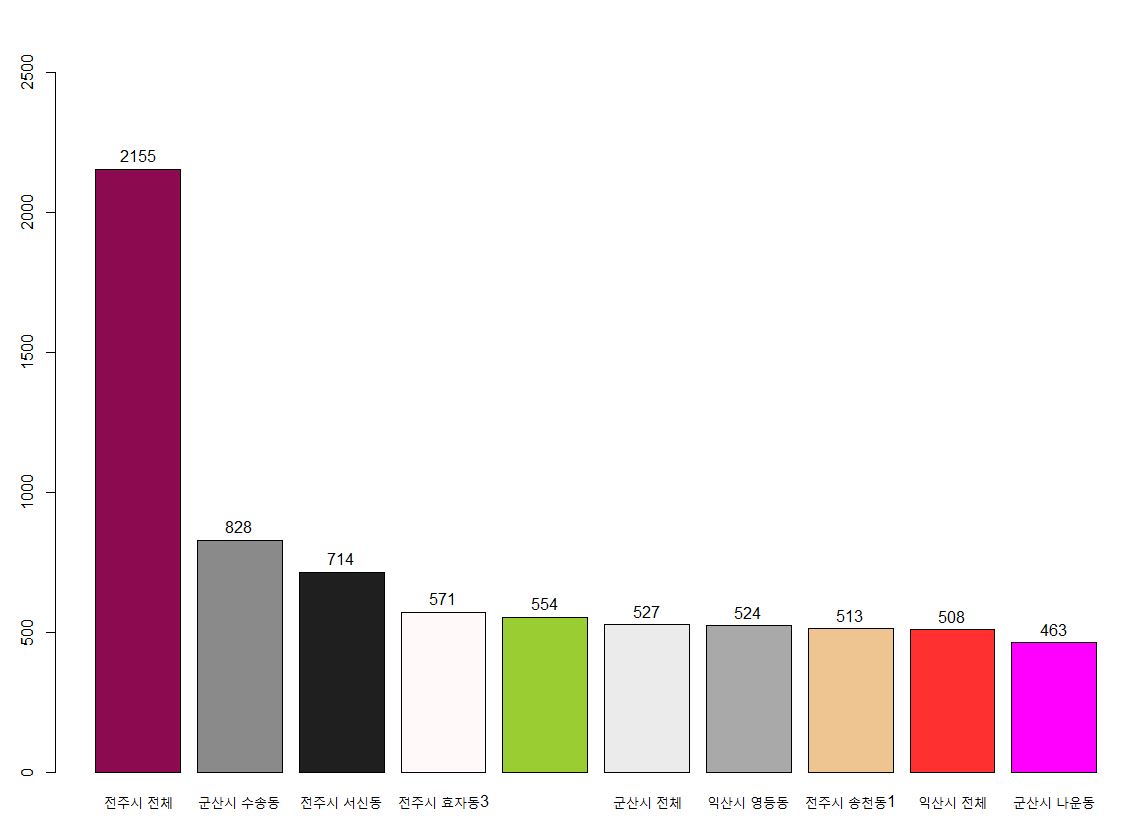 2500
2000
1500
1000
500
0
2155
828
714
571
554
527
524
513
508
463
전주시 전체
군산시 수송동
전주시 서신동
전주시 효자동3
군산시 전체
익산시 영등동
전주시 송천동1
익산시 전체
군산시 나운동